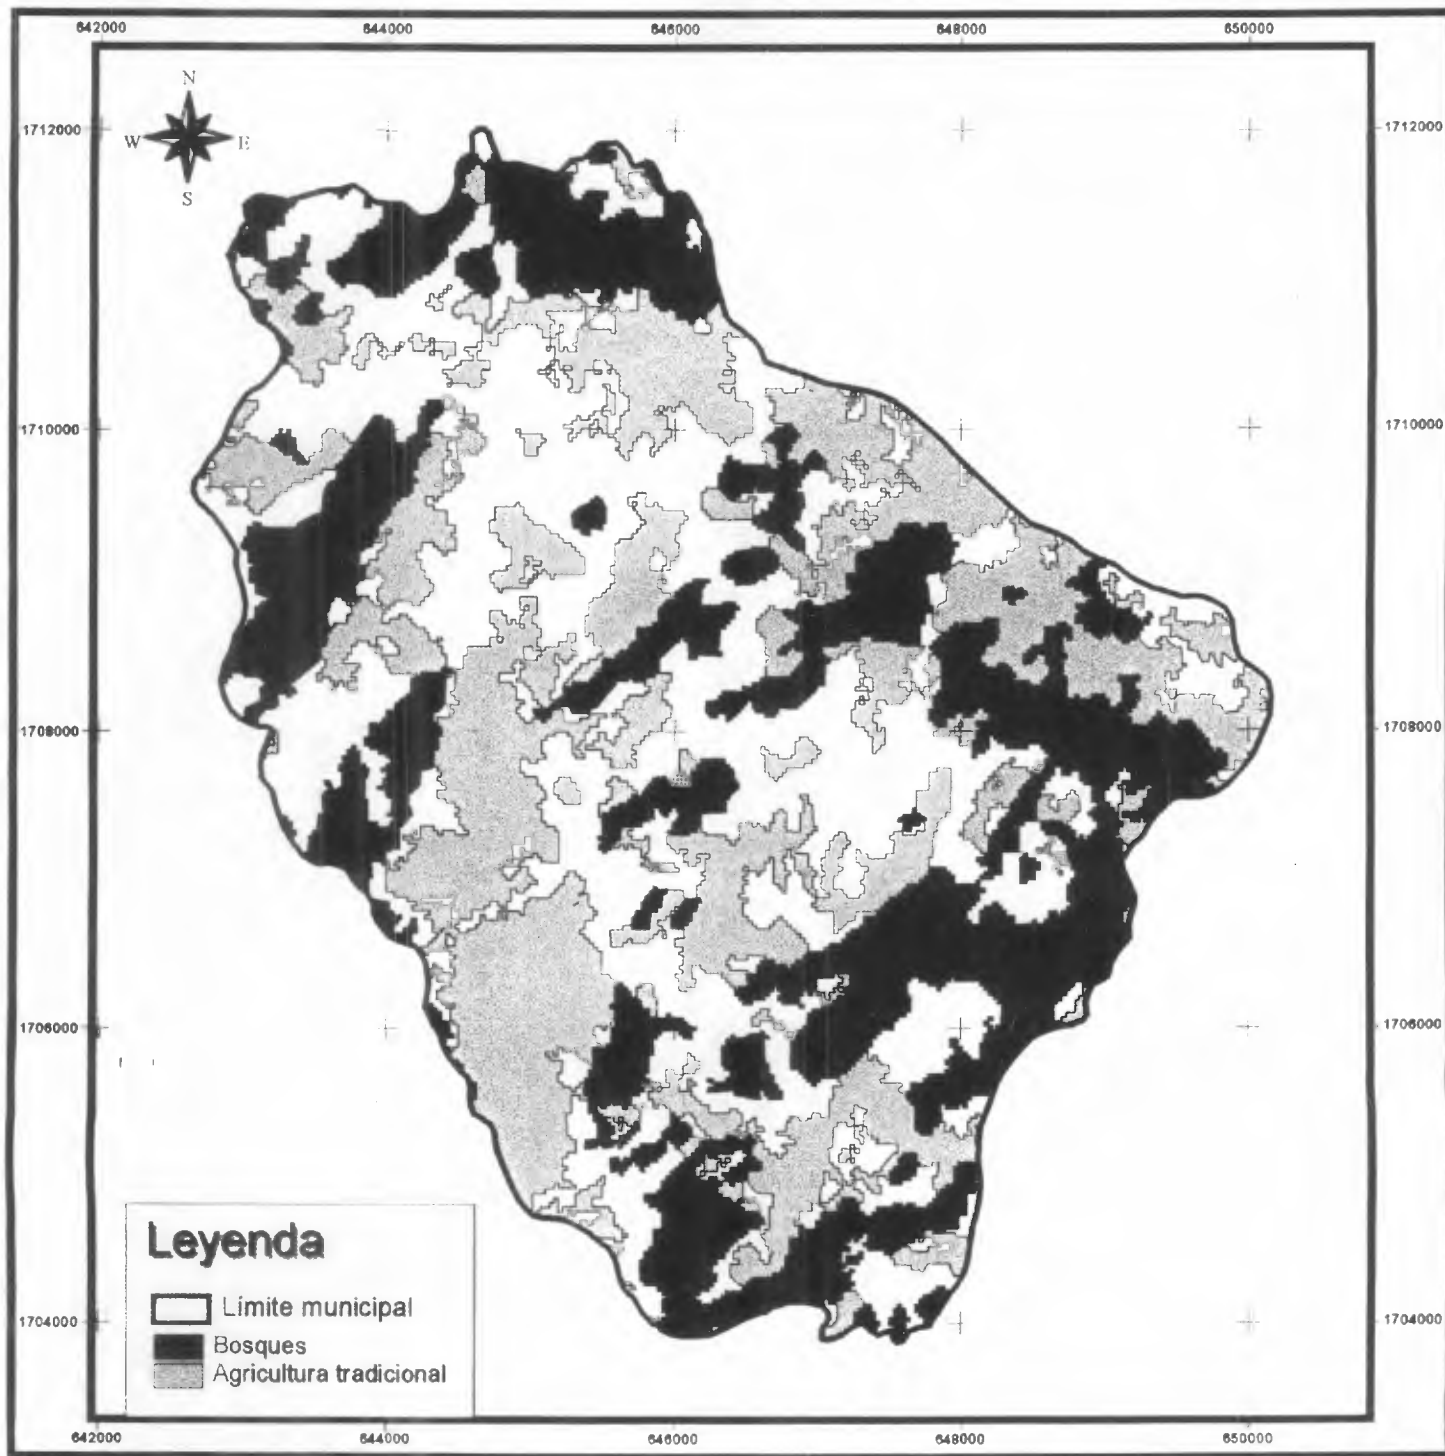 642000 644000 646000 648000 650000
N
W E
S
1712000 1712000
1710000 1710000
1708000 1708000
1706000 1706000
1704000 1704000
Leyenda
Límite municipal
Bosques
Agricultura tradicional
642000 644000 646000 648000 650000